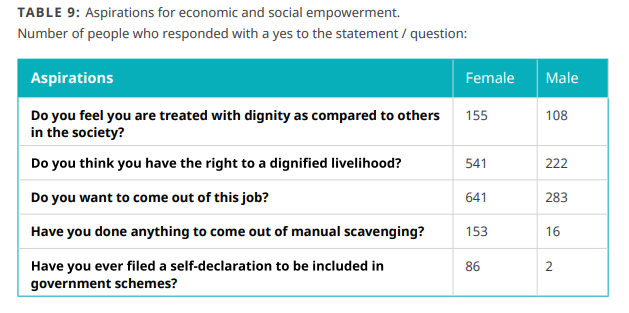 TABLE 9: Aspirations for economic and social empowerment.
Number of people who responded with a yes to the statement / question:
Aspirations Female Male
Do you feel you are treated with dignity as compared to others 155 108
in the society?
Do you think you have the right to a dignified livelihood? 541 222
Do you want to come out of this job? 641 283
Have you done anything to come out of manual scavenging? 153 16
Have you ever filed a self-declaration to be included in 86 2
government schemes?